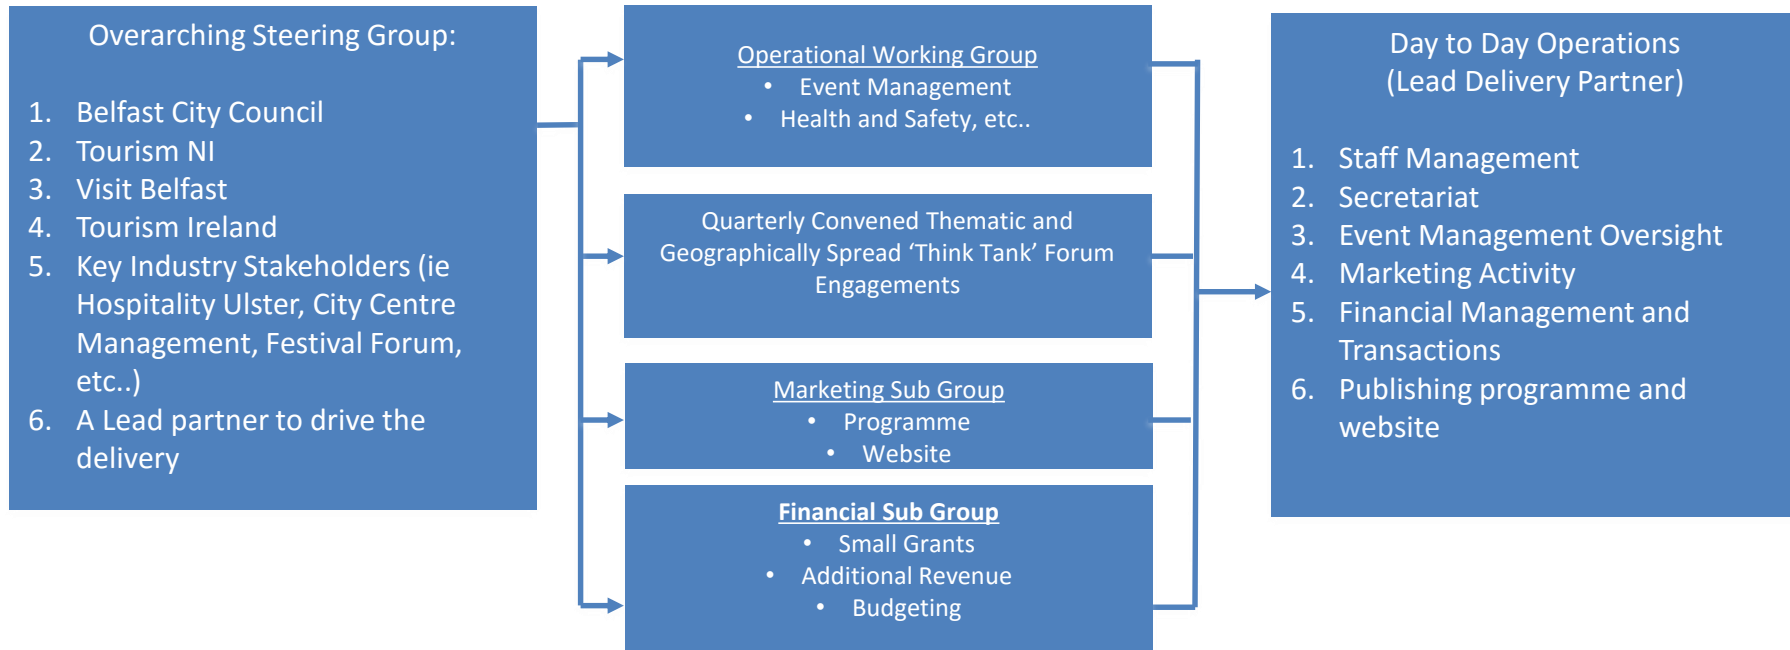 Overarching Steering Group:
1. Belfast City Council
2. Tourism NI
3. Visit Belfast
4. Tourism Ireland
5. Key Industry Stakeholders (ie
Hospitality Ulster, City Centre
Management, Festival Forum,
etc..)
6. A Lead partner to drive the
delivery
Operational Working Group
• Event Management
• Health and Safety, etc..
Quarterly Convened Thematic and
Geographically Spread ‘Think Tank’ Forum
Engagements
Marketing Sub Group
• Programme
• Website
Financial Sub Group
• Small Grants
• Additional Revenue
• Budgeting
Day to Day Operations
(Lead Delivery Partner)
1. Staff Management
2. Secretariat
3. Event Management Oversight
4. Marketing Activity
5. Financial Management and
Transactions
6. Publishing programme and
website